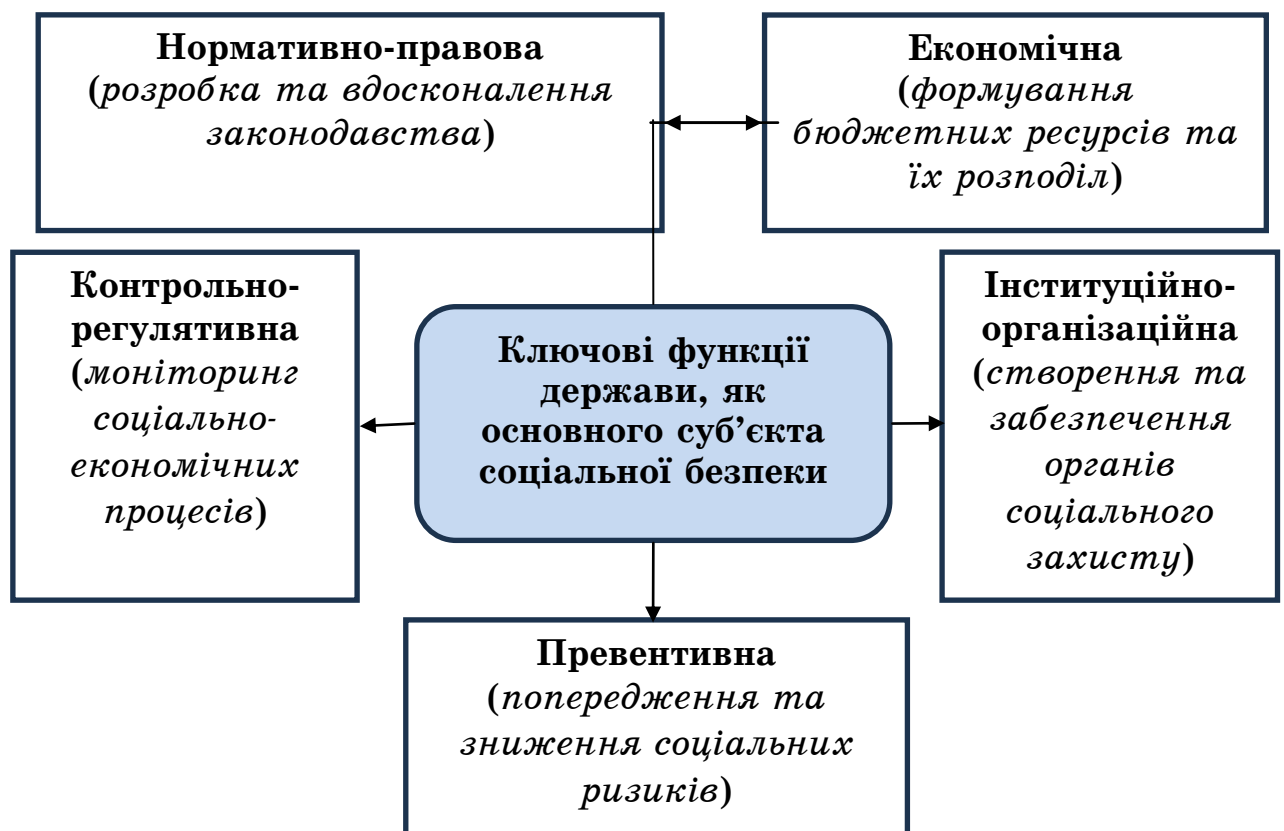 Нормативно-правова
(розробка та вдосконалення
законодавства)
Економічна
(формування
бюджетних ресурсів та
їх розподіл)
Контрольно-
регулятивна
(моніторинг
соціально-
економічних
процесів)
Ключові функції
держави, як
основного суб’єкта
соціальної безпеки
Інституційно-
організаційна
(створення та
забезпечення
органів
соціального
захисту)
Превентивна
(попередження та
зниження соціальних
ризиків)